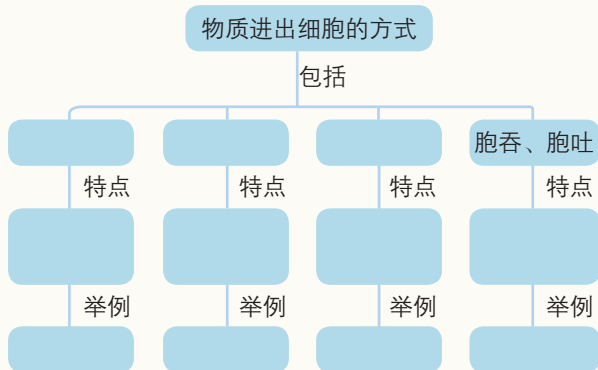 物质进出细胞的方式
包括
胞吞、胞吐
特点 特点 特点 特点
举例 举例 举例 举例